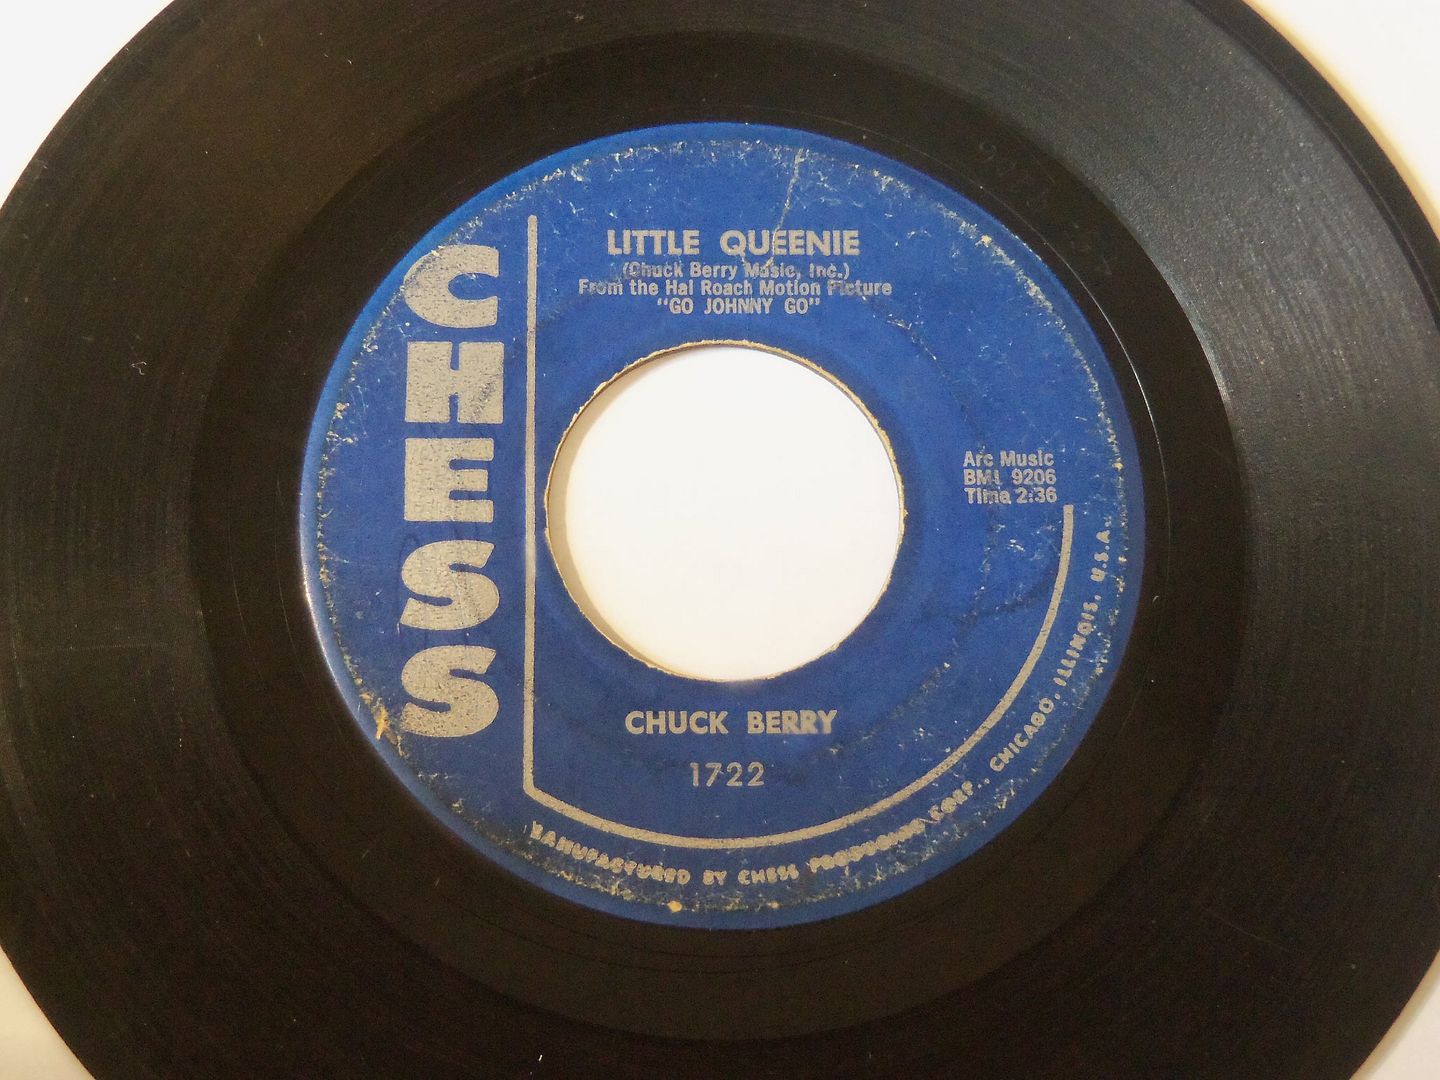 CHESS
LITTLE QUEENIE
(Chuck Berry Music, Inc.)
From the Hal Roach Motion Picture
"GO JOHNNY GO"
Arc Music
BMI 9206
Time 2:36
CHUCK BERRY
1722
MANUFACTURED BY CHESS PRODUCING CORP., CHICAGO, ILLINOIS, U.S.A.